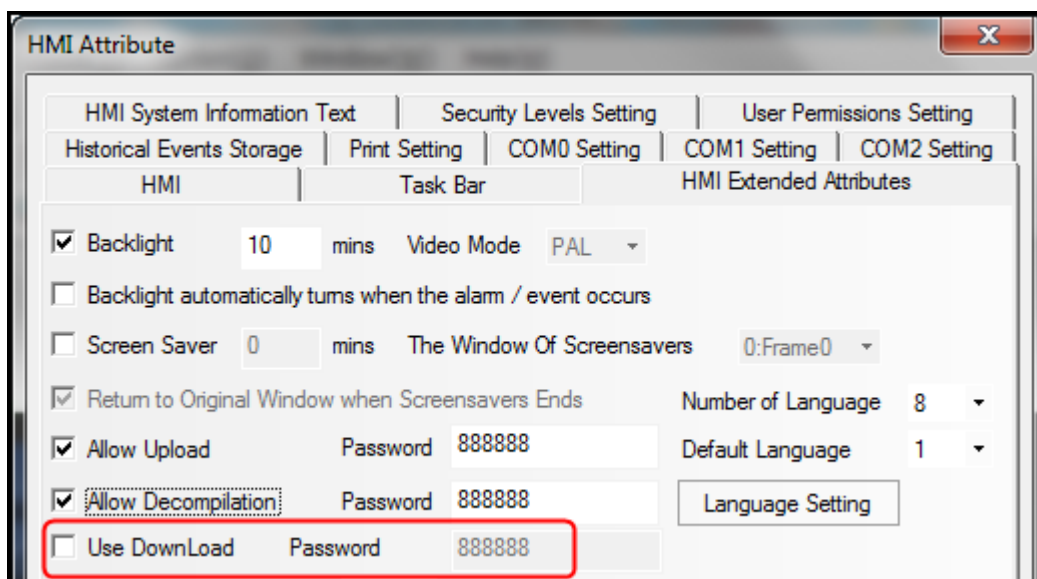 HMI Attribute
HMI System Information Text Security Levels Setting User Permissions Setting
Historical Events Storage Print Setting COM0 Setting COM1 Setting COM2 Setting
HMI Task Bar HMI Extended Attributes
Backlight 10 mins Video Mode PAL
Backlight automatically turns when the alarm / event occurs
Screen Saver 0 mins The Window Of Screensavers 0:Frame0
Return to Original Window when Screensavers Ends Number of Language 8
Allow Upload Password 888888 Default Language 1
Allow Decompilation Password 888888 Language Setting
Use DownLoad Password 888888